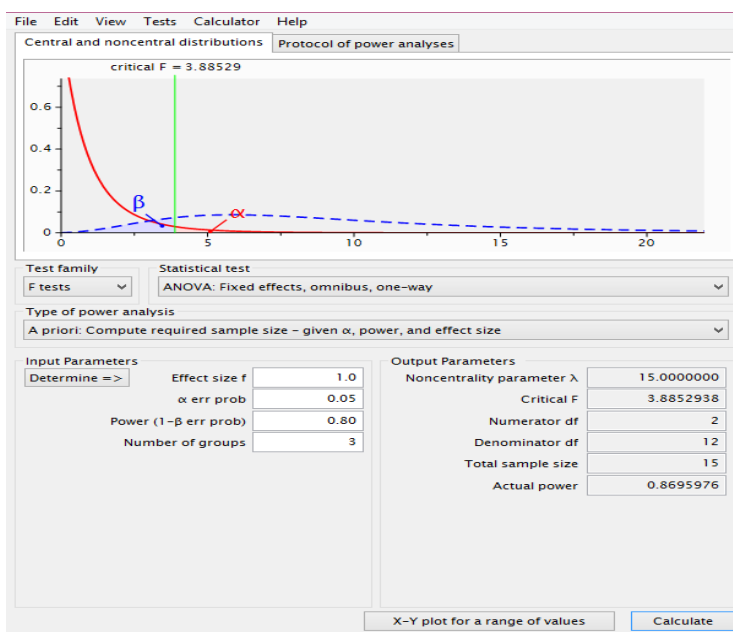 File Edit View Tests Calculator Help
Central and noncentral distributions Protocol of power analyses
critical F = 3.88529
0.6
0.4
0.2
0
β
α
0 5 10 15 20
Test family Statistical test
F tests ANOVA: Fixed effects, omnibus, one-way
Type of power analysis
A priori: Compute required sample size – given α, power, and effect size
Input Parameters Output Parameters
Determine => Effect size f 1.0 Noncentrality parameter λ 15.0000000
α err prob 0.05 Critical F 3.8852938
Power (1-β err prob) 0.80 Numerator df 2
Number of groups 3 Denominator df 12
Total sample size 15
Actual power 0.8695976
X-Y plot for a range of values Calculate